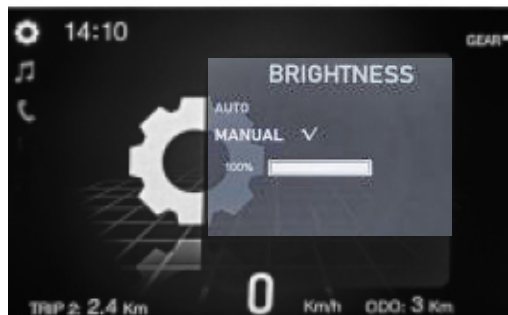 14:10
GEAR
BRIGHTNESS
AUTO
MANUAL
100%
TRIP 2: 2.4 Km
0 Km/h
ODO: 3 Km